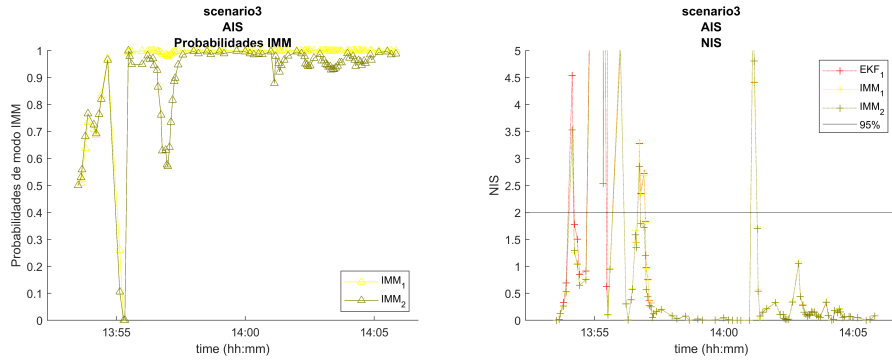 scenario3
AIS
Probabilidades IMM
Probabilidades de modo IMM
1
0.9
0.8
0.7
0.6
0.5
0.4
0.3
0.2
0.1
0
13:55
14:00
14:05
time (hh:mm)
IMM1
IMM2
scenario3
AIS
NIS
NIS
5
4.5
4
3.5
3
2.5
2
1.5
1
0.5
0
13:55
14:00
14:05
time (hh:mm)
EKF1
IMM1
IMM2
95%